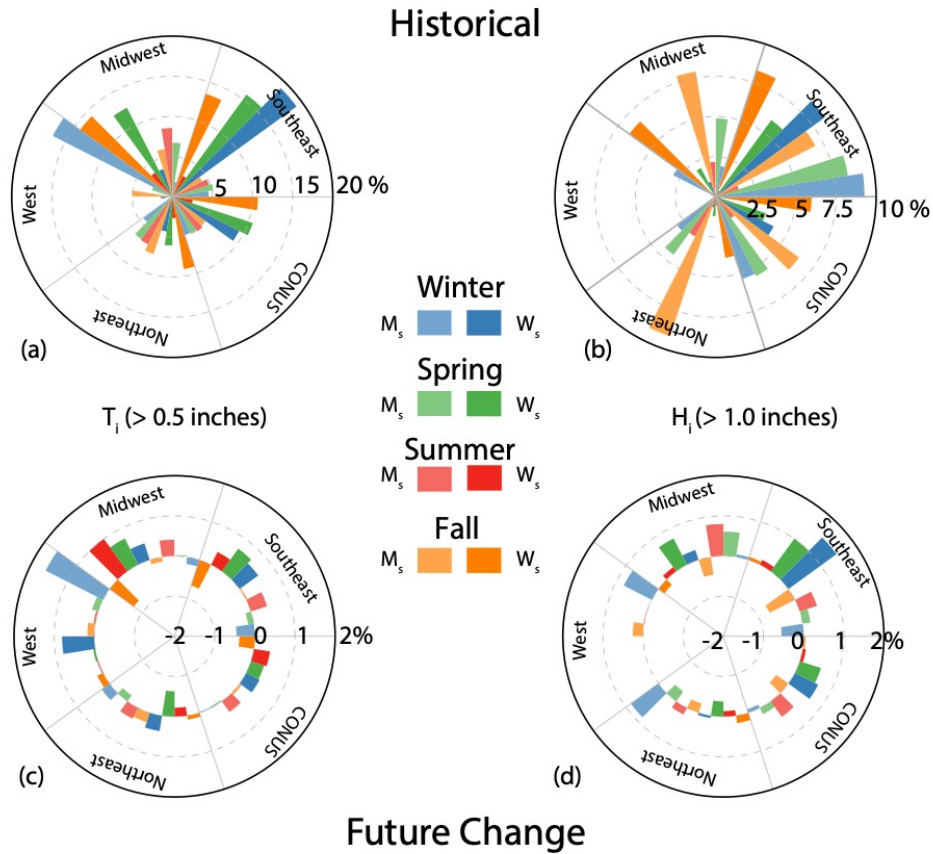 Historical
Midwest
Southeast
West
5 10 15 20 %
CONUS
Northeast
(a)
Midwest
Southeast
West
2.5 5 7.5 10 %
CONUS
Northeast
(b)
Winter
Ms Ws
Spring
Ms Ws
Summer
Ms Ws
Fall
Ms Ws
Ti (> 0.5 inches)
Hi (> 1.0 inches)
Midwest
Southeast
West
-2 -1 0 1 2%
CONUS
Northeast
(c)
Midwest
Southeast
West
-2 -1 0 1 2%
CONUS
Northeast
(d)
Future Change